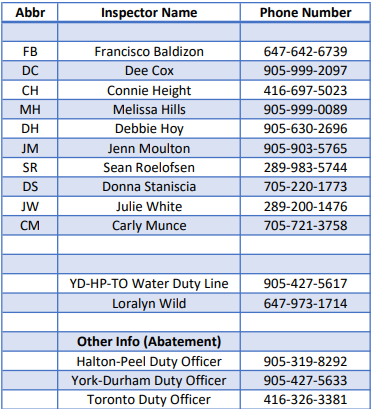 Abbr Inspector Name Phone Number
FB Francisco Baldizon 647-642-6739
DC Dee Cox 905-999-2097
CH Connie Height 416-697-5023
MH Melissa Hills 905-999-0089
DH Debbie Hoy 905-630-2696
JM Jenn Moulton 905-903-5765
SR Sean Roelofsen 289-983-5744
DS Donna Staniscia 705-220-1773
JW Julie White 289-200-1476
CM Carly Munce 705-721-3758
YD-HP-TO Water Duty Line 905-427-5617
Loralyn Wild 647-973-1714
Other Info (Abatement)
Halton-Peel Duty Officer 905-319-8292
York-Durham Duty Officer 905-427-5633
Toronto Duty Officer 416-326-3381